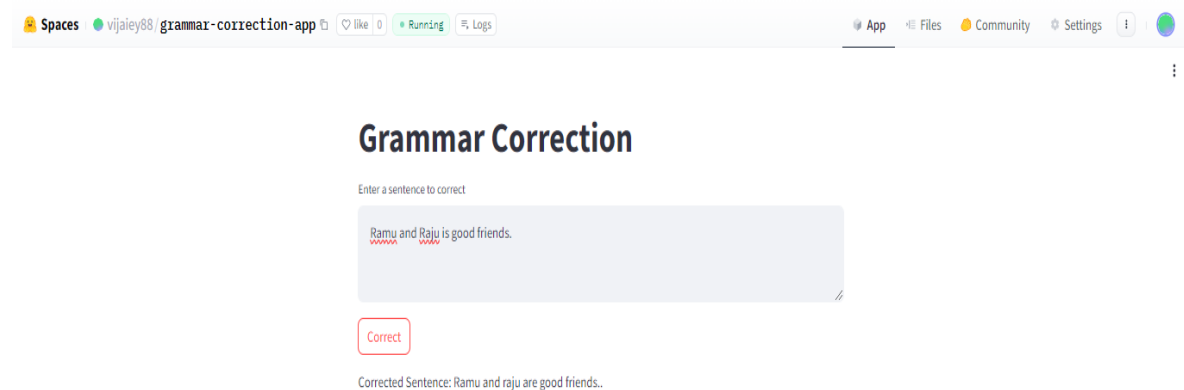 Spaces vijaiey88/grammar-correction-app like 0 Running Logs App Files Community Settings
Grammar Correction
Enter a sentence to correct
Ramu and Raju is good friends.
Correct
Corrected Sentence: Ramu and raju are good friends..